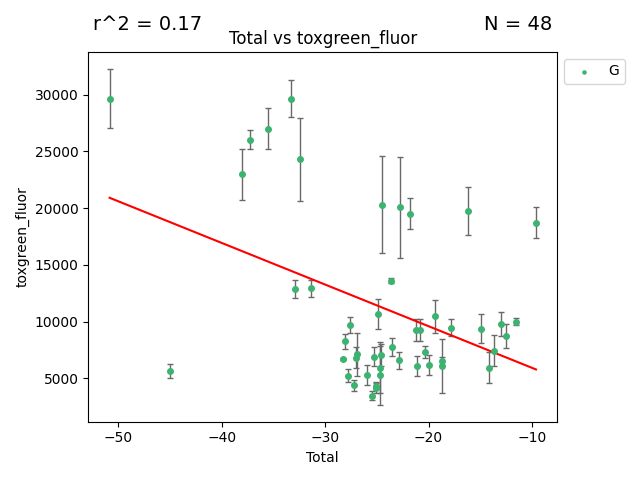 r^2 = 0.17
N = 48
Total vs toxgreen_fluor
G
30000
25000
20000
15000
10000
5000
toxgreen_fluor
−50
−40
−30
−20
−10
Total